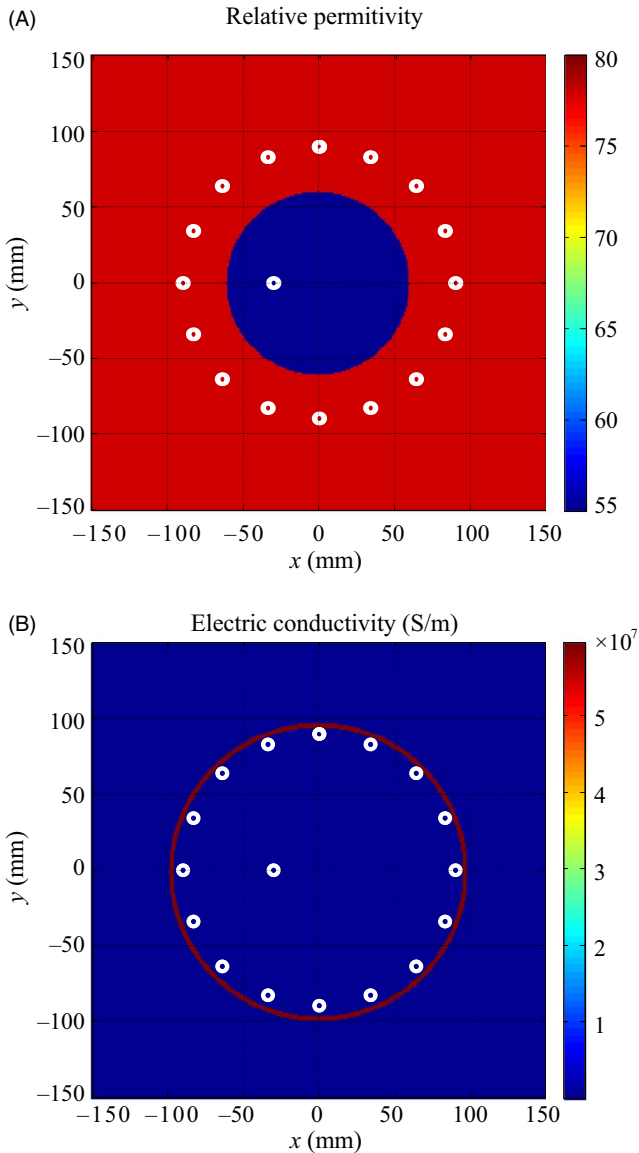 (A)
Relative permitivity
150
100
50
0
−50
−100
−150
y (mm)
−150 −100 −50 0 50 100 150
x (mm)
80
75
70
65
60
55
(B)
Electric conductivity (S/m)
150
100
50
0
−50
−100
−150
y (mm)
−150 −100 −50 0 50 100 150
x (mm)
×10⁷
5
4
3
2
1